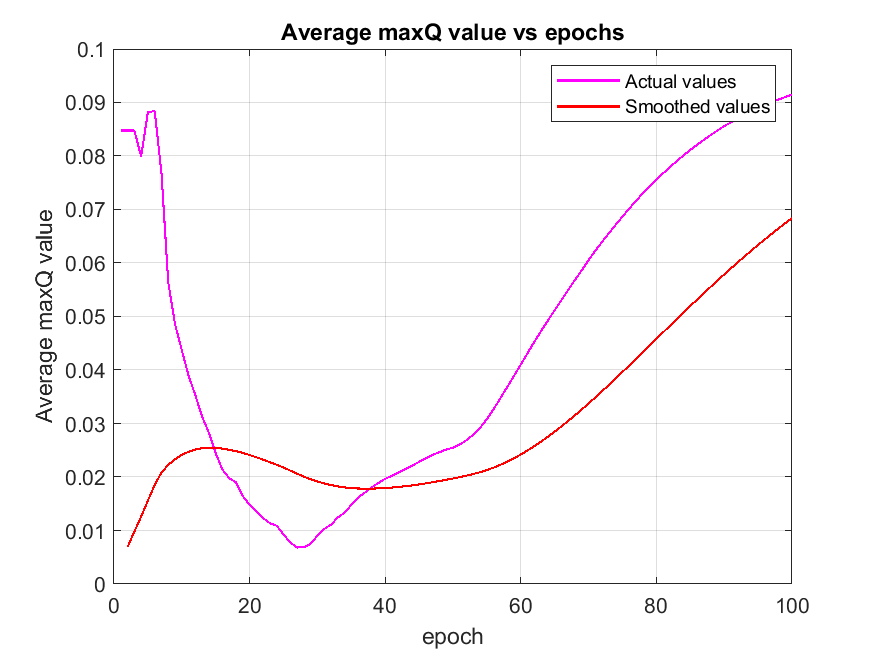 Average maxQ value vs epochs
0.1
0.09
0.08
0.07
0.06
0.05
0.04
0.03
0.02
0.01
0
Average maxQ value
Actual values
Smoothed values
0 20 40 60 80 100
epoch